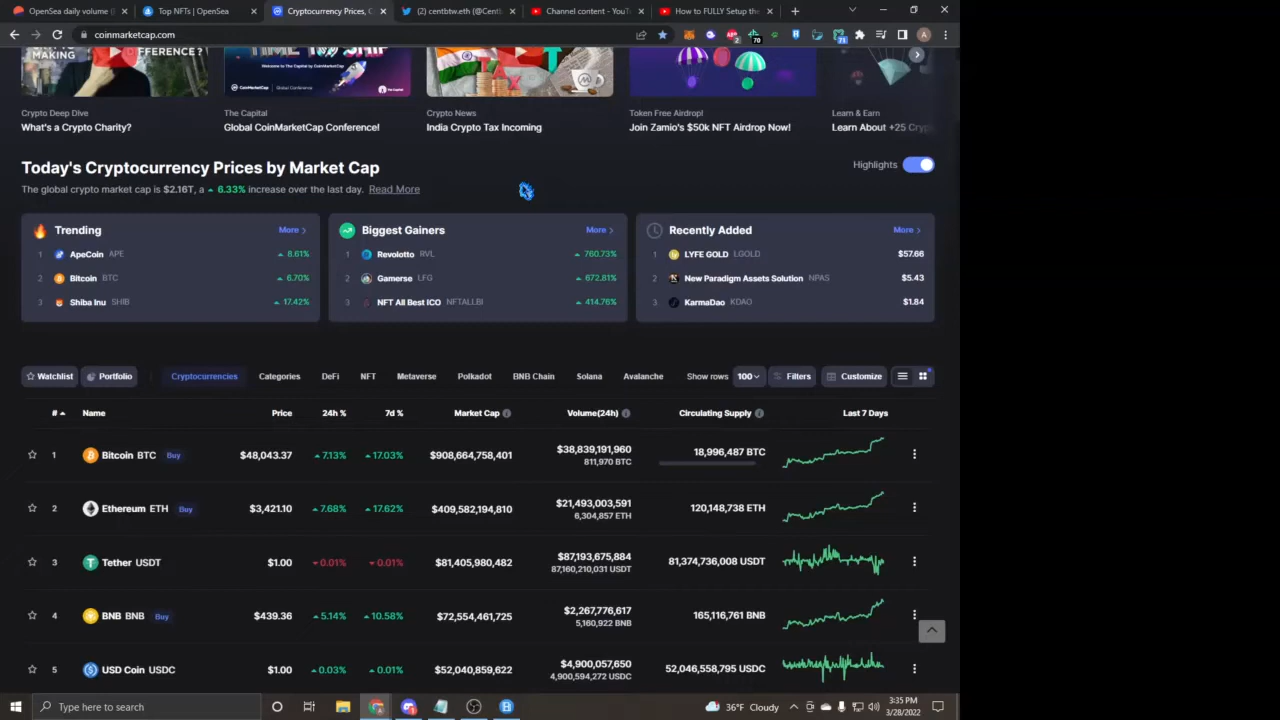 OpenSea daily volume (
Top NFTs | OpenSea
Cryptocurrency Prices, C
(2) centbtw.eth (@Cent
Channel content - YouT
How to FULLY Setup the
coinmarketcap.com
MAKING
DIFFERENCE?
Welcome to The Capital
CoinMarketCap | Global Conference
TAX
Crypto Deep Dive
What's a Crypto Charity?
The Capital
Global CoinMarketCap Conference!
Crypto News
India Crypto Tax Incoming
Token Free Airdrop!
Join Zamio's $50k NFT Airdrop Now!
Learn & Earn
Learn About +25 Cryp
Today's Cryptocurrency Prices by Market Cap
Highlights
The global crypto market cap is $2.16T, a 6.33% increase over the last day. Read More
Trending
More >
1 ApeCoin APE 8.61%
2 Bitcoin BTC 6.70%
3 Shiba Inu SHIB 17.42%
Biggest Gainers
More >
1 Revolotto RVL 760.73%
2 Gamerse LFG 672.81%
3 NFT All Best ICO NFTALLBI 414.76%
Recently Added
More >
1 LYFE GOLD LGOLD $57.66
2 New Paradigm Assets Solution NPAS $5.43
3 KarmaDao KDAO $1.84
Watchlist Portfolio Cryptocurrencies Categories DeFi NFT Metaverse Polkadot BNB Chain Solana Avalanche Show rows 100 Filters Customize
# Name Price 24h % 7d % Market Cap Volume(24h) Circulating Supply Last 7 Days
1 Bitcoin BTC Buy $48,043.37 7.13% 17.03% $908,664,758,401 $38,839,191,960 18,996,487 BTC
811,970 BTC
2 Ethereum ETH Buy $3,421.10 7.68% 17.62% $409,582,194,810 $21,493,003,591 120,148,738 ETH
6,304,857 ETH
3 Tether USDT $1.00 0.01% 0.01% $81,405,980,482 $87,193,675,884 81,374,736,008 USDT
87,160,210,031 USDT
4 BNB BNB Buy $439.36 5.14% 10.58% $72,554,461,725 $2,267,776,617 165,116,761 BNB
5,160,922 BNB
5 USD Coin USDC $1.00 0.03% 0.01% $52,040,859,622 $4,900,057,650 52,046,558,795 USDC
4,900,594,272 USDC
Type here to search
36°F Cloudy
3:35 PM
3/28/2022